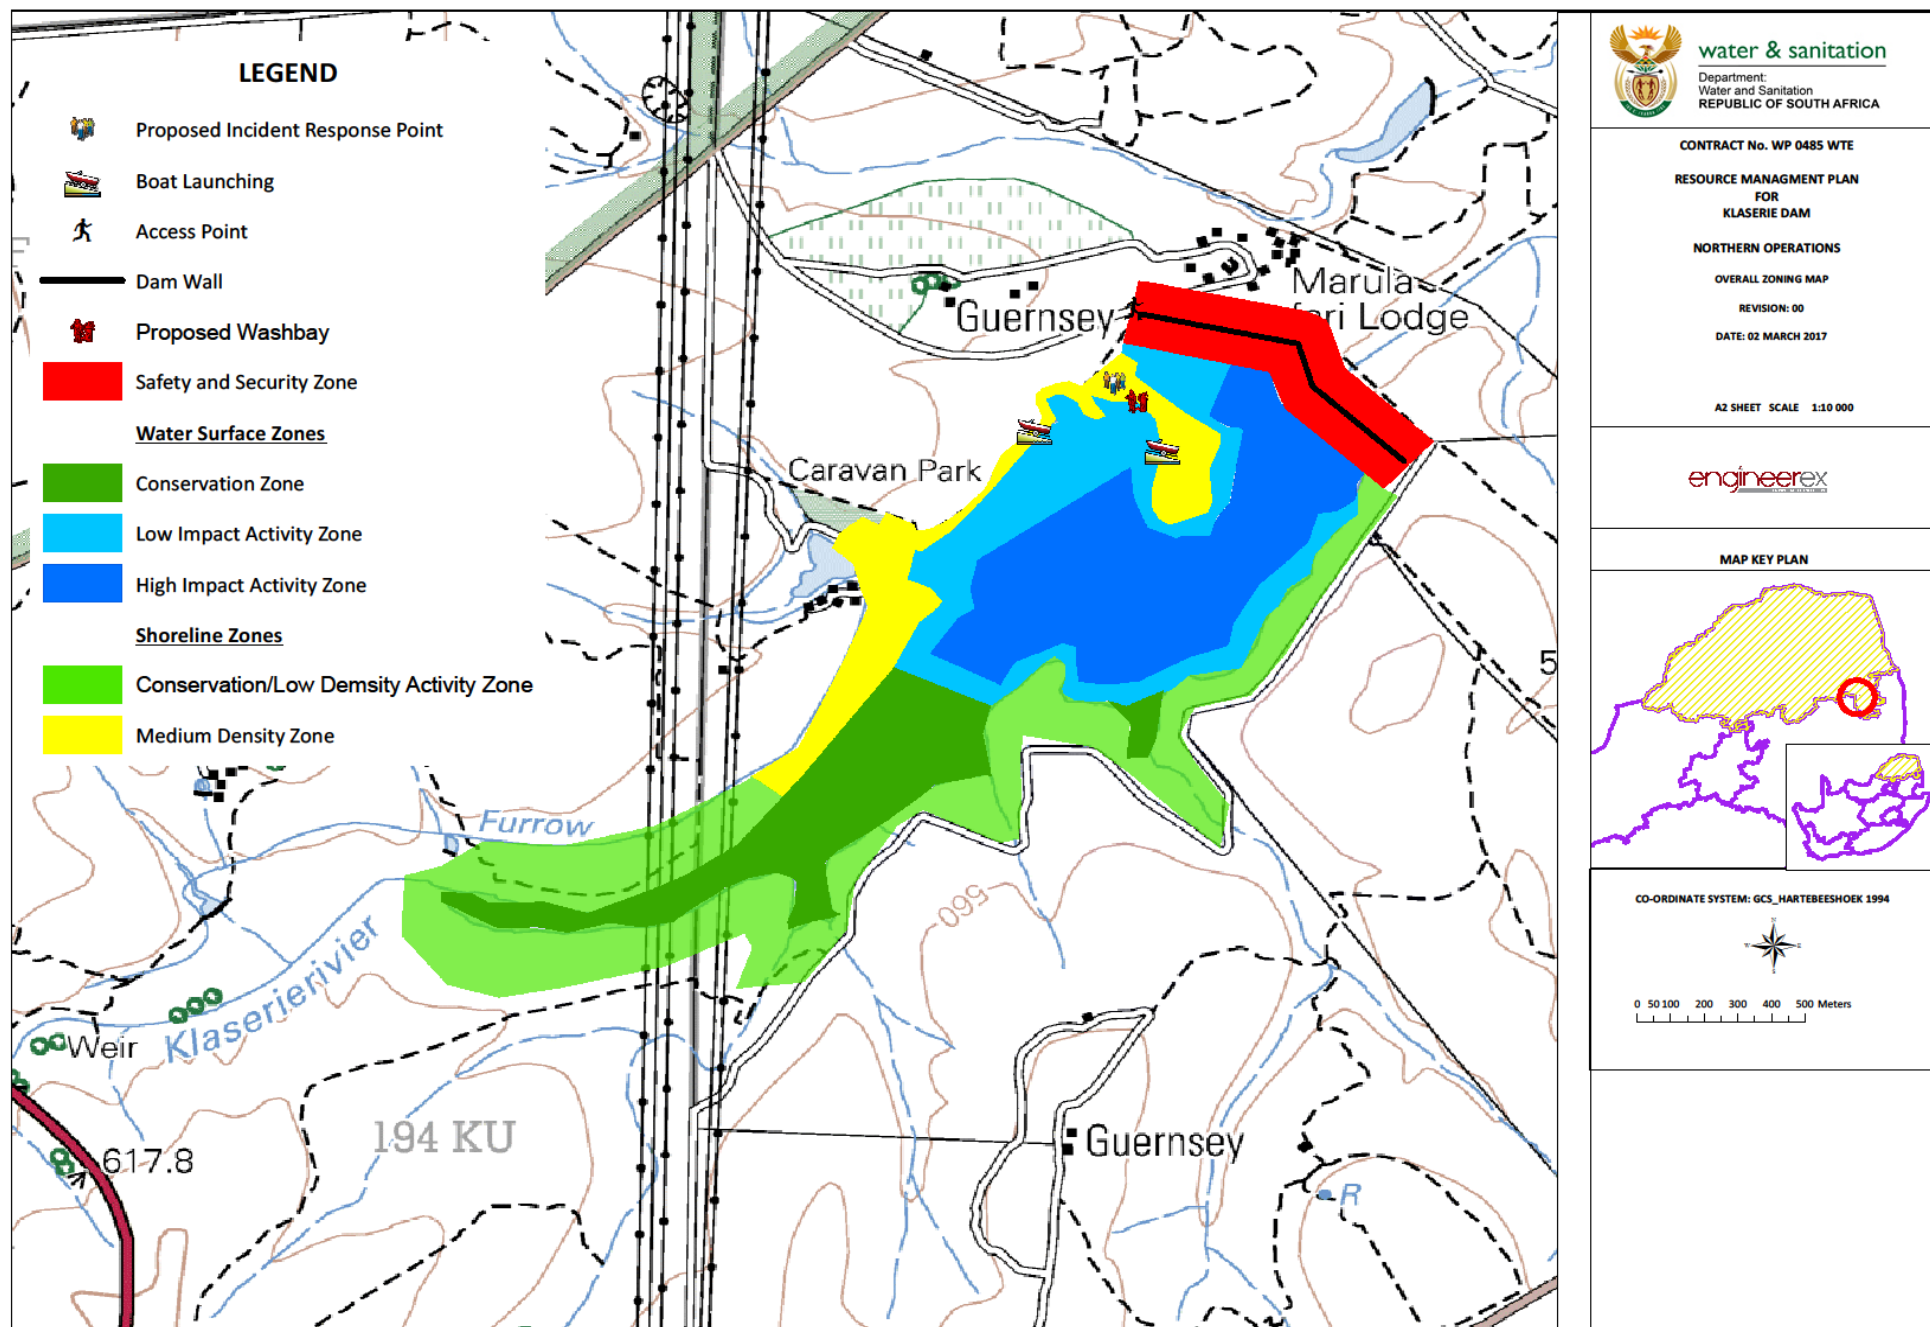 LEGEND
Proposed Incident Response Point
Boat Launching
Access Point
Dam Wall
Proposed Washbay
Safety and Security Zone
Water Surface Zones
Conservation Zone
Low Impact Activity Zone
High Impact Activity Zone
Shoreline Zones
Conservation/Low Demsity Activity Zone
Medium Density Zone
Marula
ari Lodge
Guernsey
Caravan Park
5
Furrow
560
Klaserierivier
Weir
194 KU
617.8
Guernsey
R
water & sanitation
Department:
Water and Sanitation
REPUBLIC OF SOUTH AFRICA
CONTRACT No. WP 0485 WTE
RESOURCE MANAGMENT PLAN
FOR
KLASERIE DAM
NORTHERN OPERATIONS
OVERALL ZONING MAP
REVISION: 00
DATE: 02 MARCH 2017
A2 SHEET SCALE 1:10 000
engineerex
MAP KEY PLAN
CO-ORDINATE SYSTEM: GCS_HARTEBEESHOEK 1994
N
W E
S
0 50 100 200 300 400 500 Meters